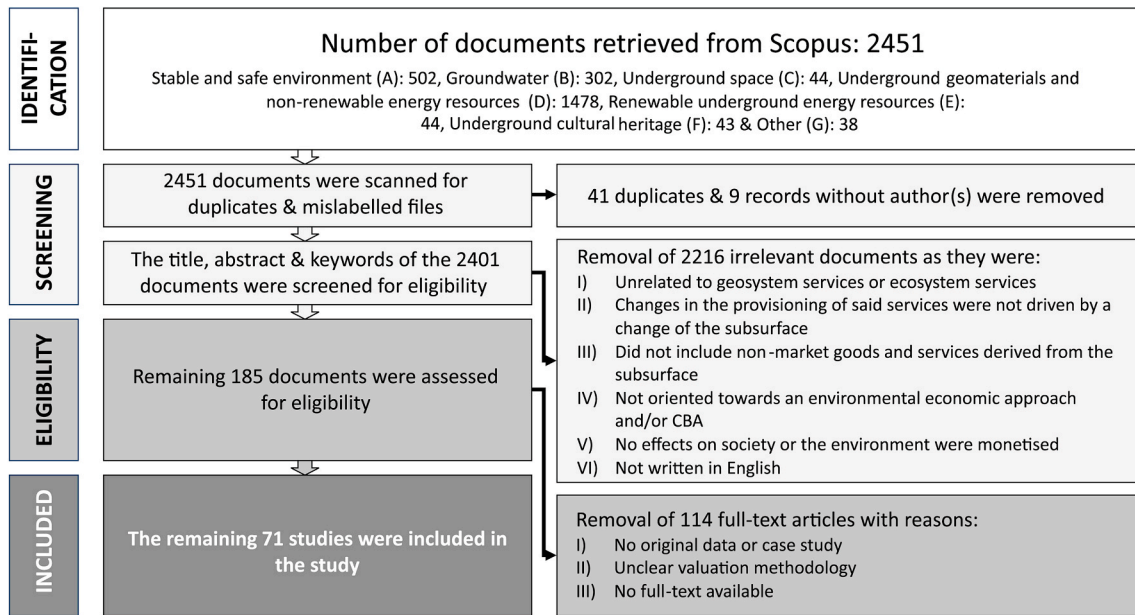 IDENTIFI-
CATION
Number of documents retrieved from Scopus: 2451
Stable and safe environment (A): 502, Groundwater (B): 302, Underground space (C): 44, Underground geomaterials and
non-renewable energy resources (D): 1478, Renewable underground energy resources (E):
44, Underground cultural heritage (F): 43 & Other (G): 38
SCREENING
2451 documents were scanned for
duplicates & mislabelled files
41 duplicates & 9 records without author(s) were removed
The title, abstract & keywords of the 2401
documents were screened for eligibility
Removal of 2216 irrelevant documents as they were:
I) Unrelated to geosystem services or ecosystem services
II) Changes in the provisioning of said services were not driven by a
change of the subsurface
III) Did not include non-market goods and services derived from the
subsurface
IV) Not oriented towards an environmental economic approach
and/or CBA
V) No effects on society or the environment were monetised
VI) Not written in English
ELIGIBILITY
Remaining 185 documents were assessed
for eligibility
Removal of 114 full-text articles with reasons:
I) No original data or case study
II) Unclear valuation methodology
III) No full-text available
INCLUDED
The remaining 71 studies were included in
the study